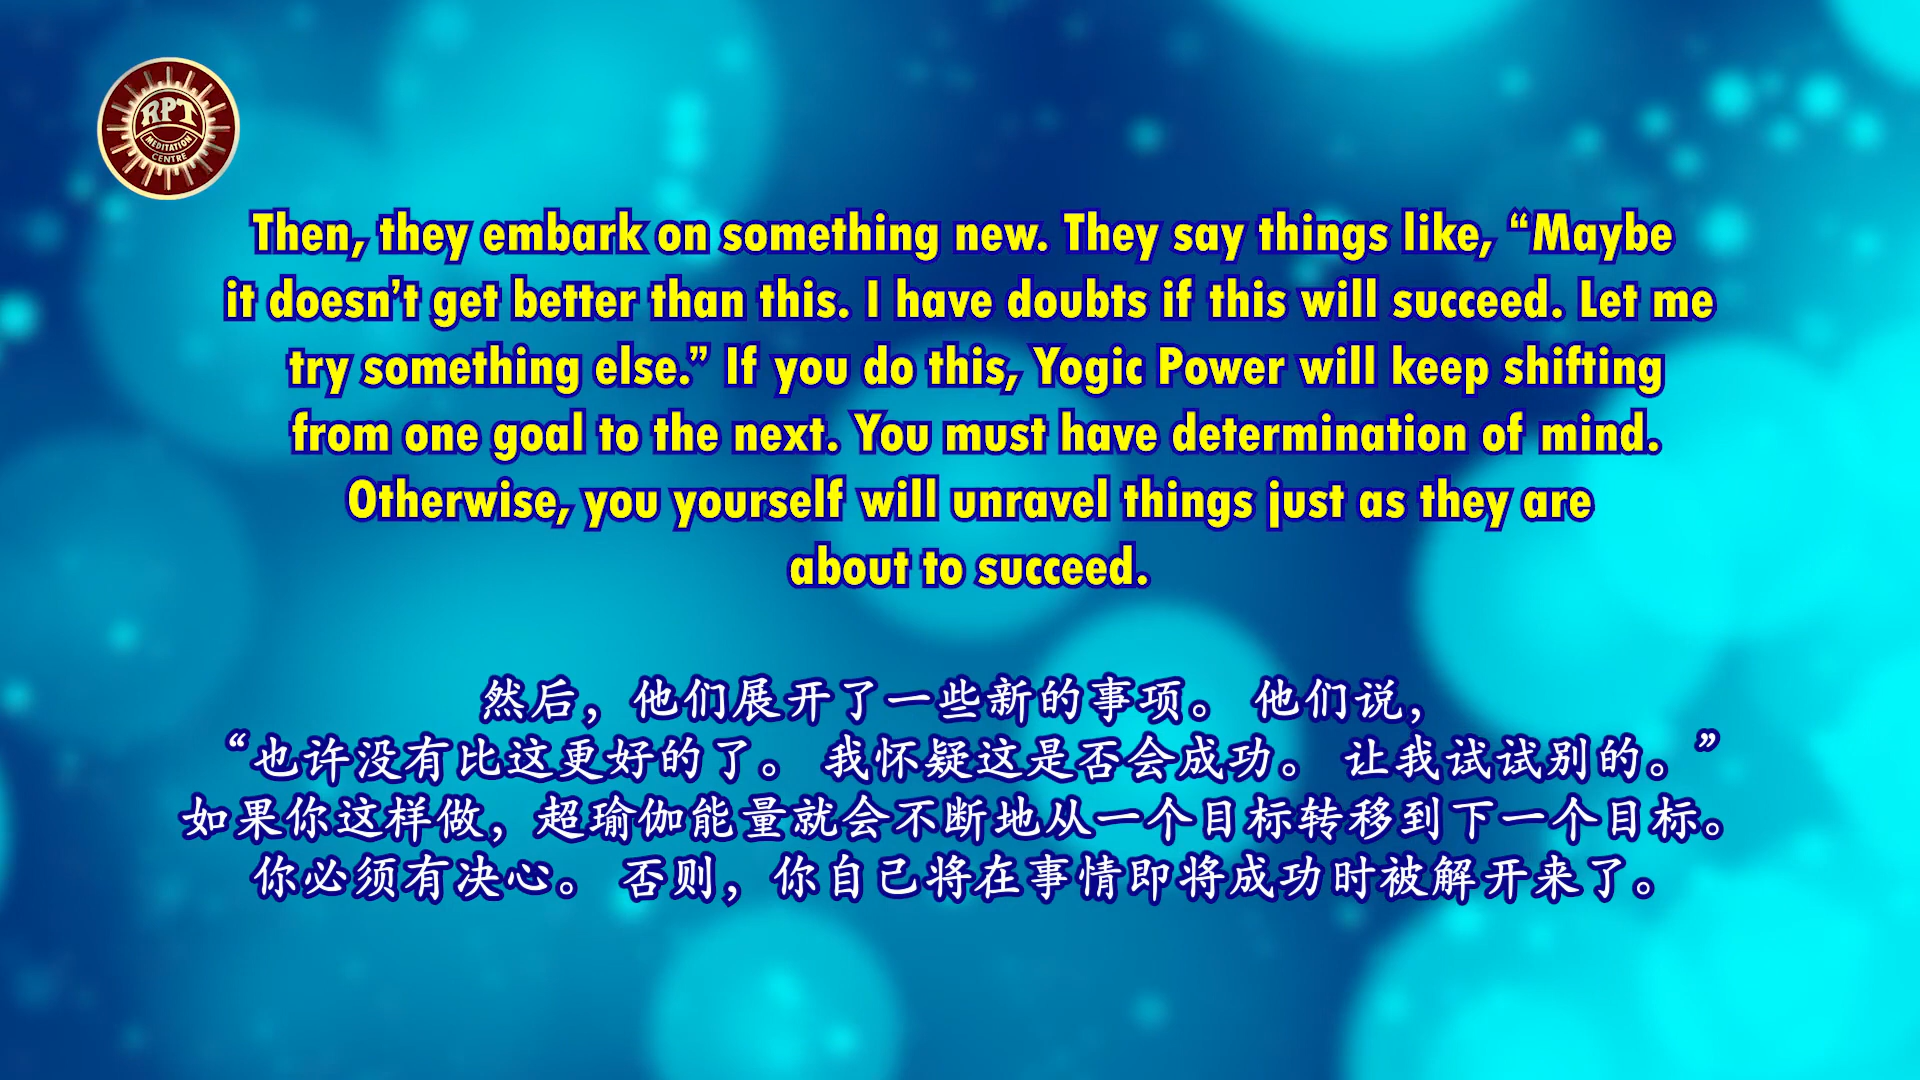 RPT
MEDITATION
CENTRE
Then, they embark on something new. They say things like, “Maybe
it doesn’t get better than this. I have doubts if this will succeed. Let me
try something else.” If you do this, Yogic Power will keep shifting
from one goal to the next. You must have determination of mind.
Otherwise, you yourself will unravel things just as they are
about to succeed.
然后，他们展开了一些新的事项。 他们说，
“也许没有比这更好的了。 我怀疑这是否会成功。 让我试试别的。”
如果你这样做，超瑜伽能量就会不断地从一个目标转移到下一个目标。
你必须有决心。 否则，你自己将在事情即将成功时被解开来了。